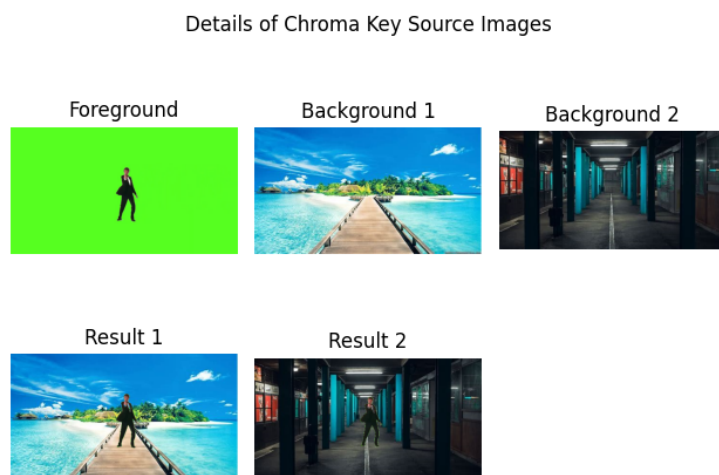 Details of Chroma Key Source Images
Foreground
Background 1
Background 2
Result 1
Result 2